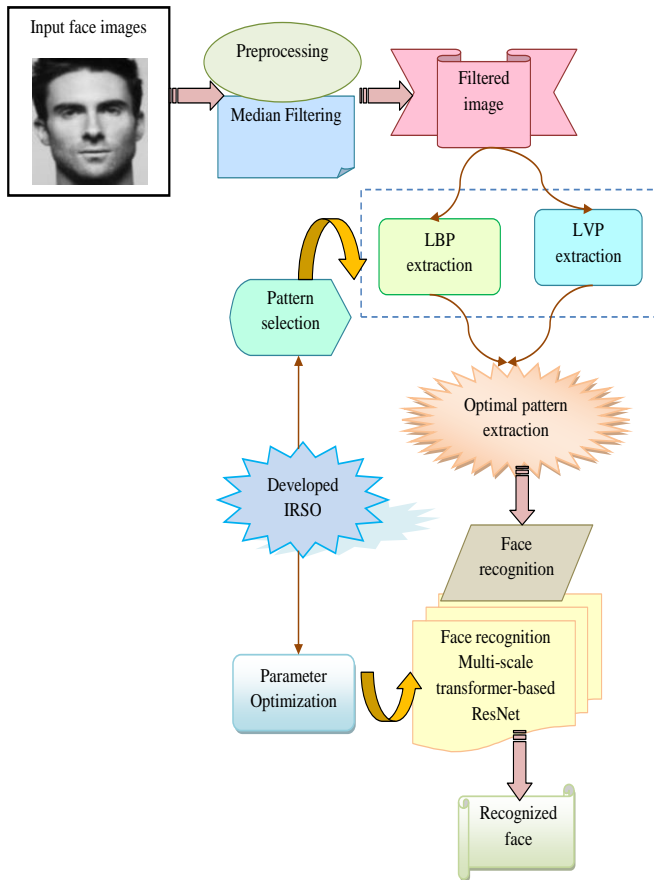 Input face images
Preprocessing
Median Filtering
Filtered
image
LBP
extraction
LVP
extraction
Pattern
selection
Optimal pattern
extraction
Developed
IRSO
Face
recognition
Face recognition
Multi-scale
transformer-based
ResNet
Parameter
Optimization
Recognized
face